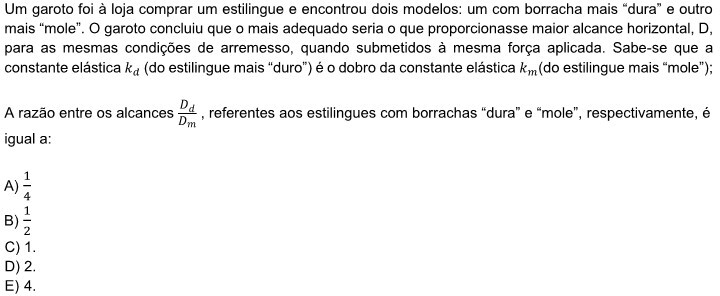 Um garoto foi à loja comprar um estilingue e encontrou dois modelos: um com borracha mais “dura” e outro
mais “mole”. O garoto concluiu que o mais adequado seria o que proporcionasse maior alcance horizontal, D,
para as mesmas condições de arremesso, quando submetidos à mesma força aplicada. Sabe-se que a
constante elástica k_d (do estilingue mais “duro”) é o dobro da constante elástica k_m(do estilingue mais “mole”);
A razão entre os alcances D_d/D_m , referentes aos estilingues com borrachas “dura” e “mole”, respectivamente, é
igual a:
A) 1/4
B) 1/2
C) 1.
D) 2.
E) 4.